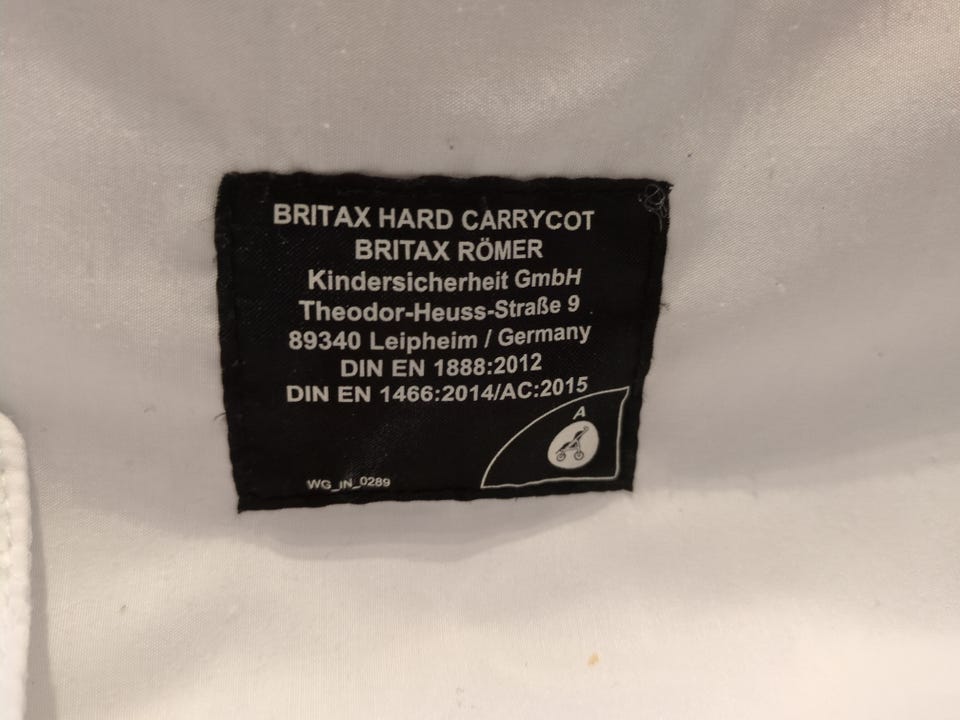 BRITAX HARD CARRYCOT
BRITAX RÖMER
Kindersicherheit GmbH
Theodor-Heuss-Straße 9
89340 Leipheim / Germany
DIN EN 1888:2012
DIN EN 1466:2014/AC:2015
A
WG_IN_0289